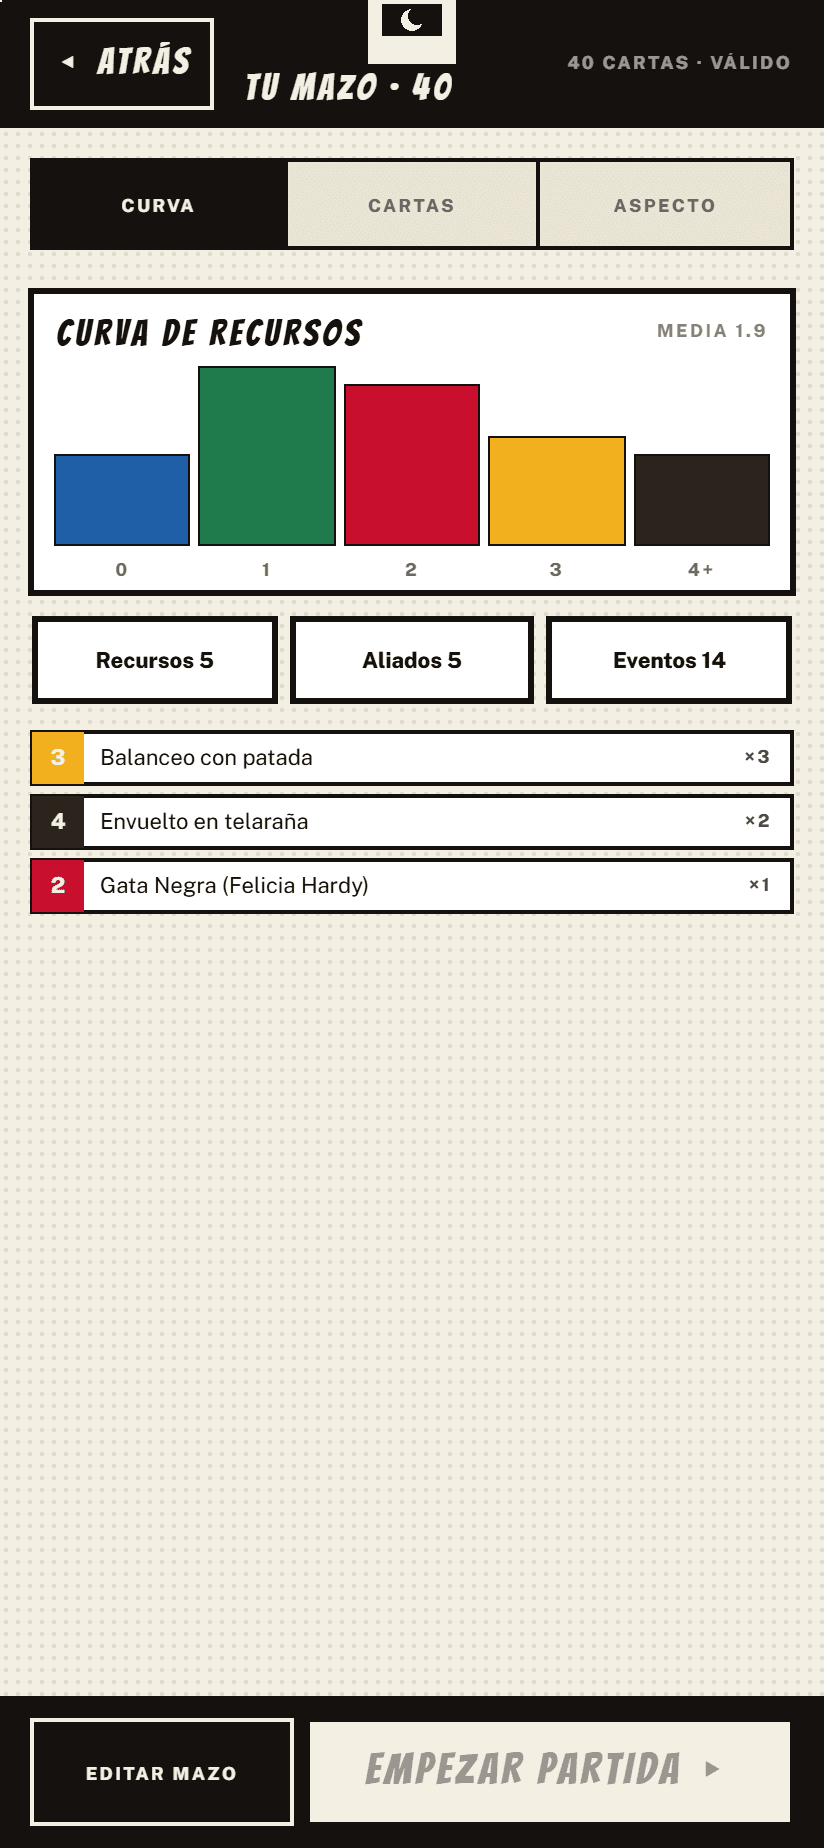 ◄ ATRÁS
TU MAZO · 40
40 CARTAS · VÁLIDO
CURVA
CARTAS
ASPECTO
CURVA DE RECURSOS
MEDIA 1.9
0
1
2
3
4+
Recursos 5
Aliados 5
Eventos 14
3 Balanceo con patada ×3
4 Envuelto en telaraña ×2
2 Gata Negra (Felicia Hardy) ×1
EDITAR MAZO
EMPEZAR PARTIDA ►